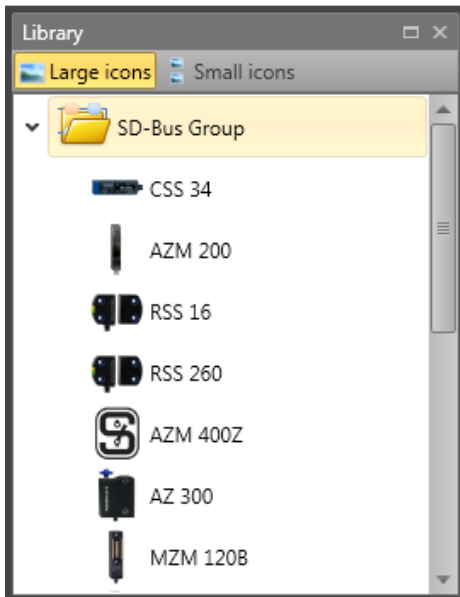 Library
Large icons Small icons
SD-Bus Group
CSS 34
AZM 200
RSS 16
RSS 260
AZM 400Z
AZ 300
MZM 120B